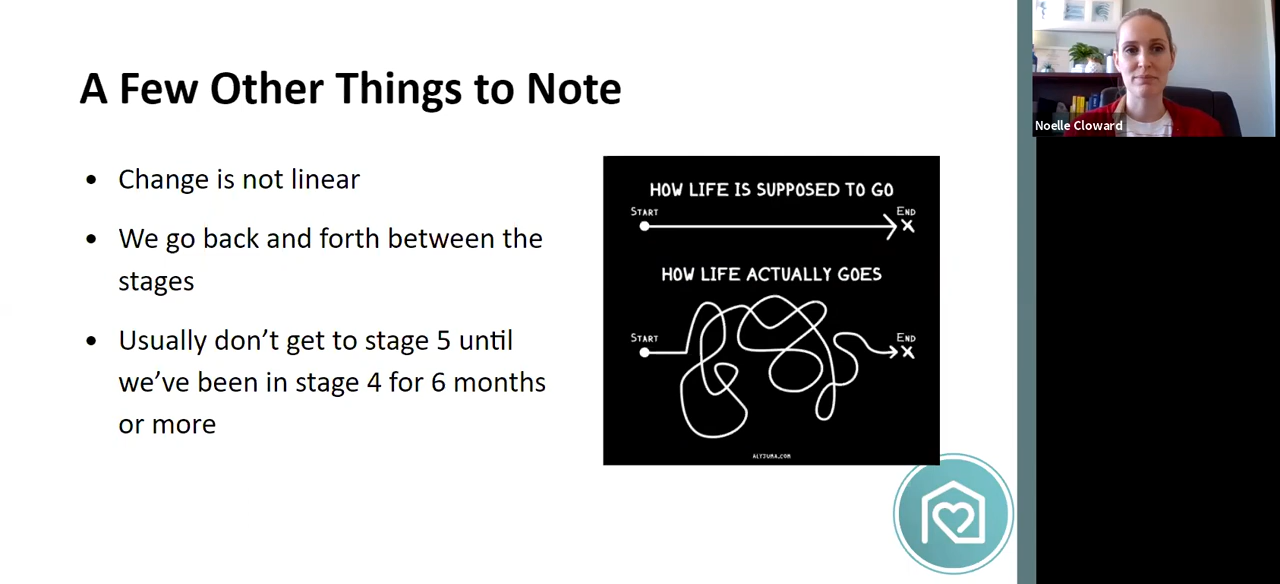 A Few Other Things to Note
• Change is not linear
• We go back and forth between the
stages
• Usually don't get to stage 5 until
we've been in stage 4 for 6 months
or more
HOW LIFE IS SUPPOSED TO GO
START
END
HOW LIFE ACTUALLY GOES
START
END
ALYJUMA.COM
Noelle Cloward